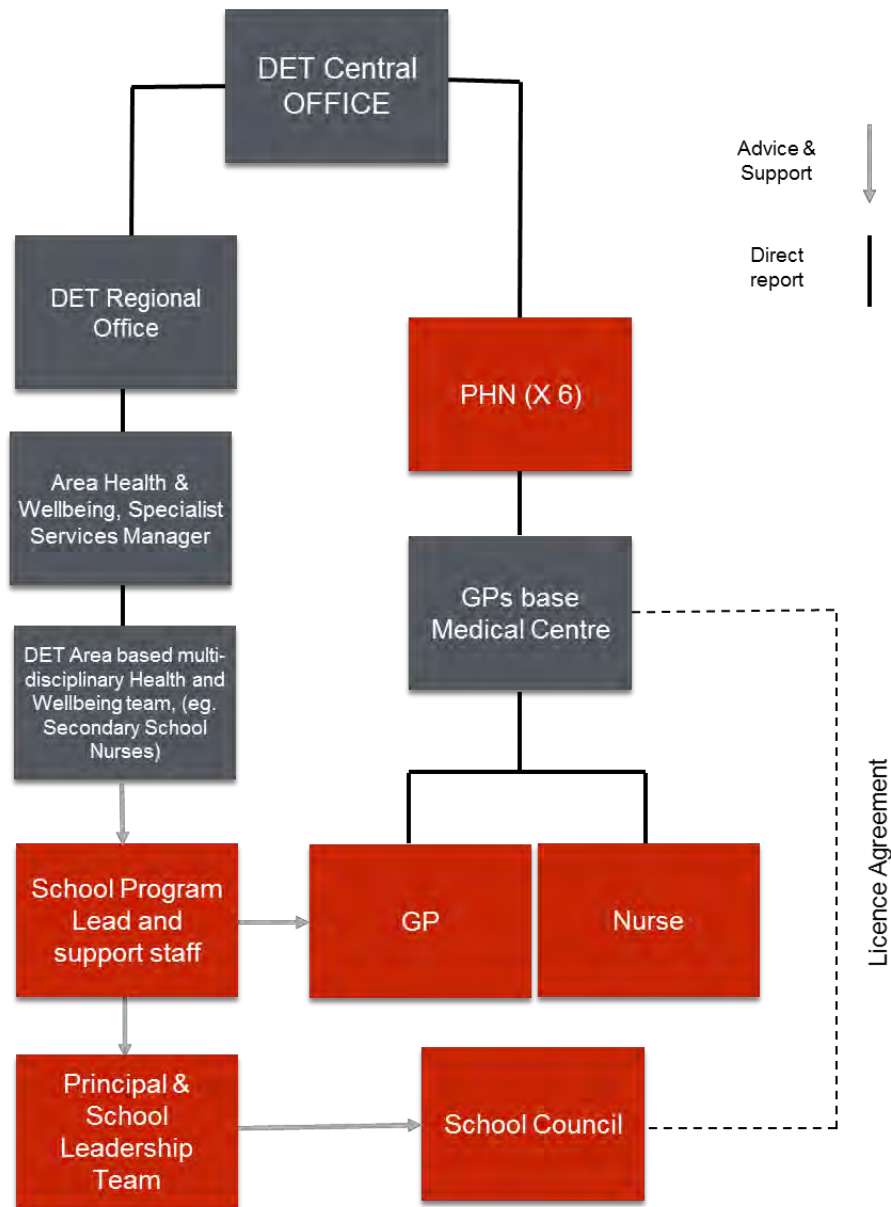 DET Central
OFFICE
Advice &
Support
Direct
report
DET Regional
Office
PHN (X 6)
Area Health &
Wellbeing, Specialist
Services Manager
GPs base
Medical Centre
DET Area based multi-
disciplinary Health and
Wellbeing team, (eg.
Secondary School
Nurses)
Licence Agreement
School Program
Lead and
support staff
GP
Nurse
Principal &
School
Leadership
Team
School Council